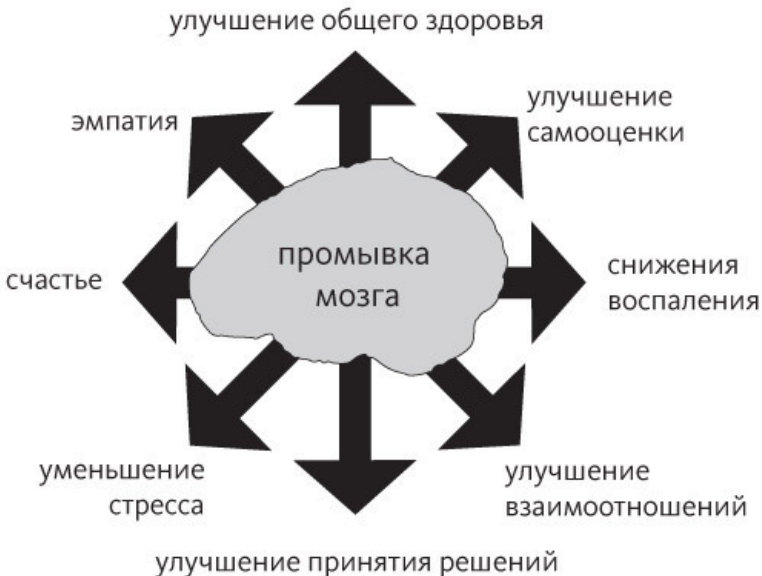 улучшение общего здоровья
эмпатия
улучшение
самооценки
счастье
промывка
мозга
снижения
воспаления
уменьшение
стресса
улучшение
взаимоотношений
улучшение принятия решений